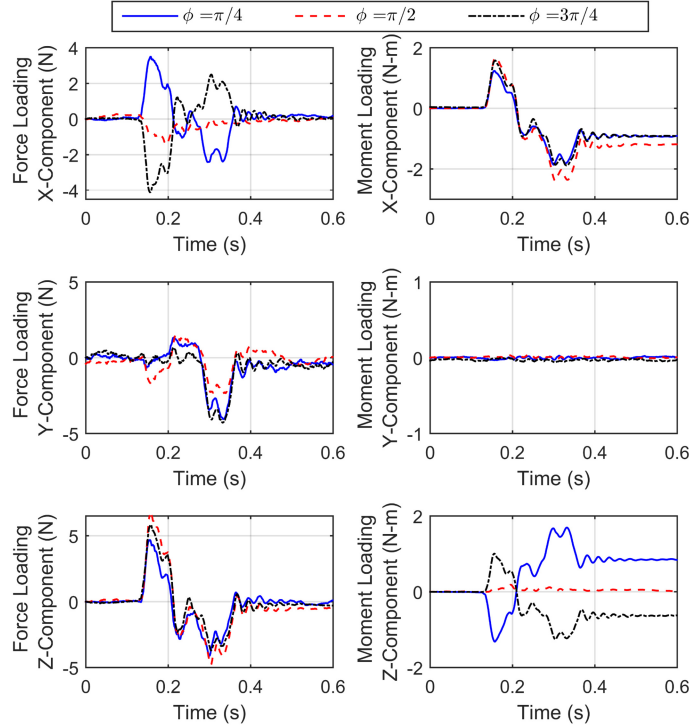 ϕ =π/4 ϕ =π/2 ϕ =3π/4
Force Loading
X-Component (N)
4
2
0
-2
-4
0 0.2 0.4 0.6
Time (s)
Moment Loading
X-Component (N-m)
2
0
-2
0 0.2 0.4 0.6
Time (s)
Force Loading
Y-Component (N)
5
0
-5
0 0.2 0.4 0.6
Time (s)
Moment Loading
Y-Component (N-m)
1
0
-1
0 0.2 0.4 0.6
Time (s)
Force Loading
Z-Component (N)
5
0
-5
0 0.2 0.4 0.6
Time (s)
Moment Loading
Z-Component (N-m)
2
0
-2
0 0.2 0.4 0.6
Time (s)